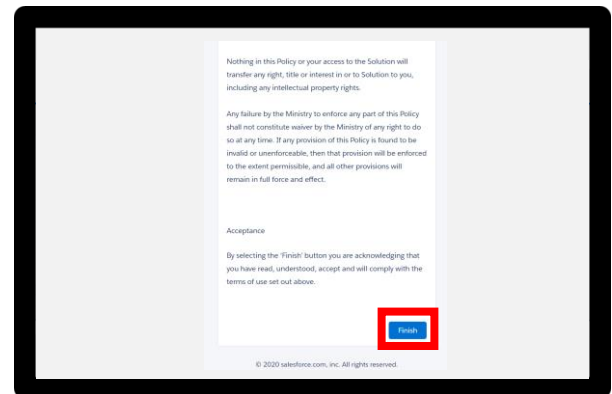 Nothing in this Policy or your access to the Solution will
transfer any right, title or interest in or to Solution to you,
including any intellectual property rights.
Any failure by the Ministry to enforce any part of this Policy
shall not constitute waiver by the Ministry of any right to do
so at any time. If any provision of this Policy is found to be
invalid or unenforceable, then that provision will be enforced
to the extent permissible, and all other provisions will
remain in full force and effect.
Acceptance
By selecting the 'Finish' button you are acknowledging that
you have read, understood, accept and will comply with the
terms of use set out above.
Finish
© 2020 salesforce.com, inc. All rights reserved.